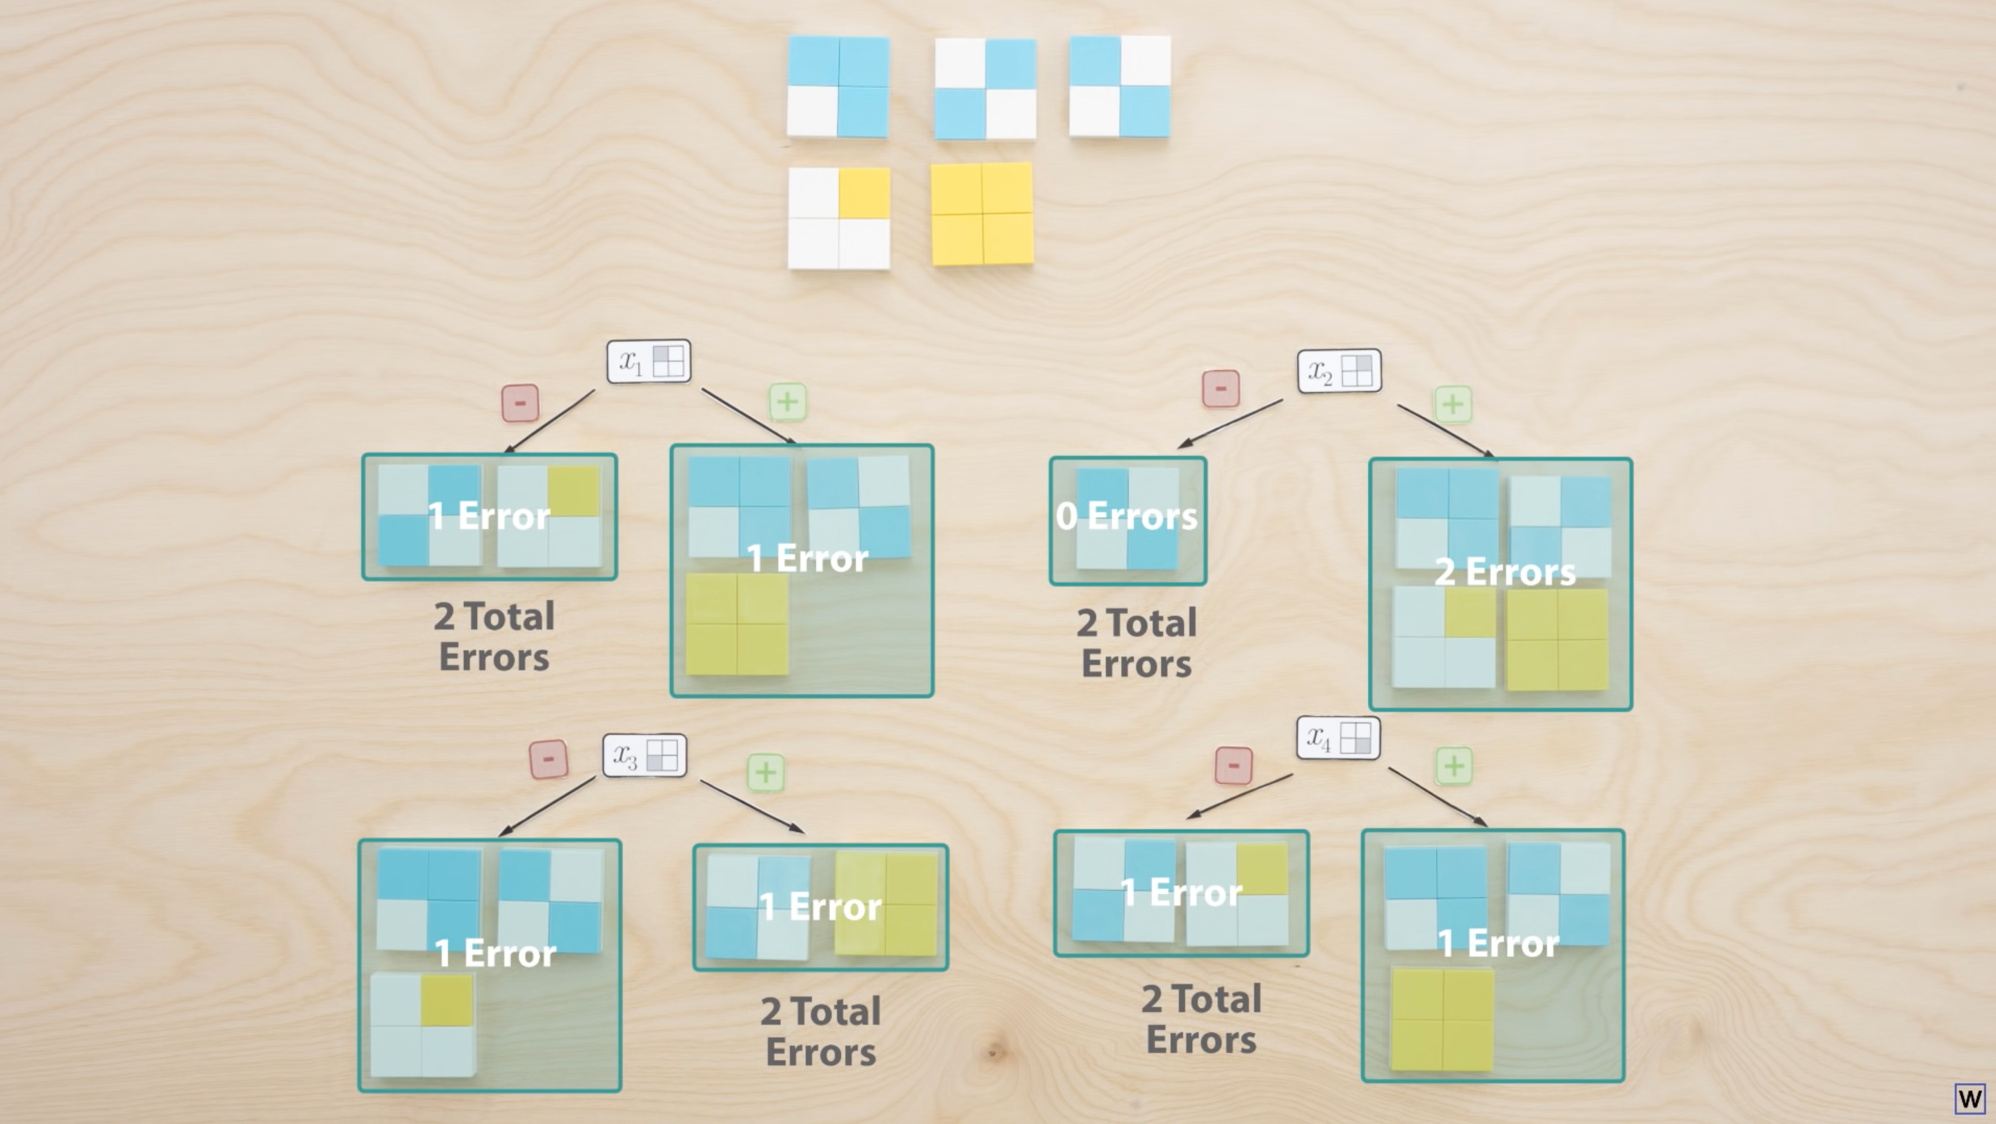 x₁
-
+
1 Error
1 Error
2 Total
Errors
x₂
-
+
0 Errors
2 Errors
2 Total
Errors
x₃
-
+
1 Error
1 Error
2 Total
Errors
x₄
-
+
1 Error
1 Error
2 Total
Errors
W